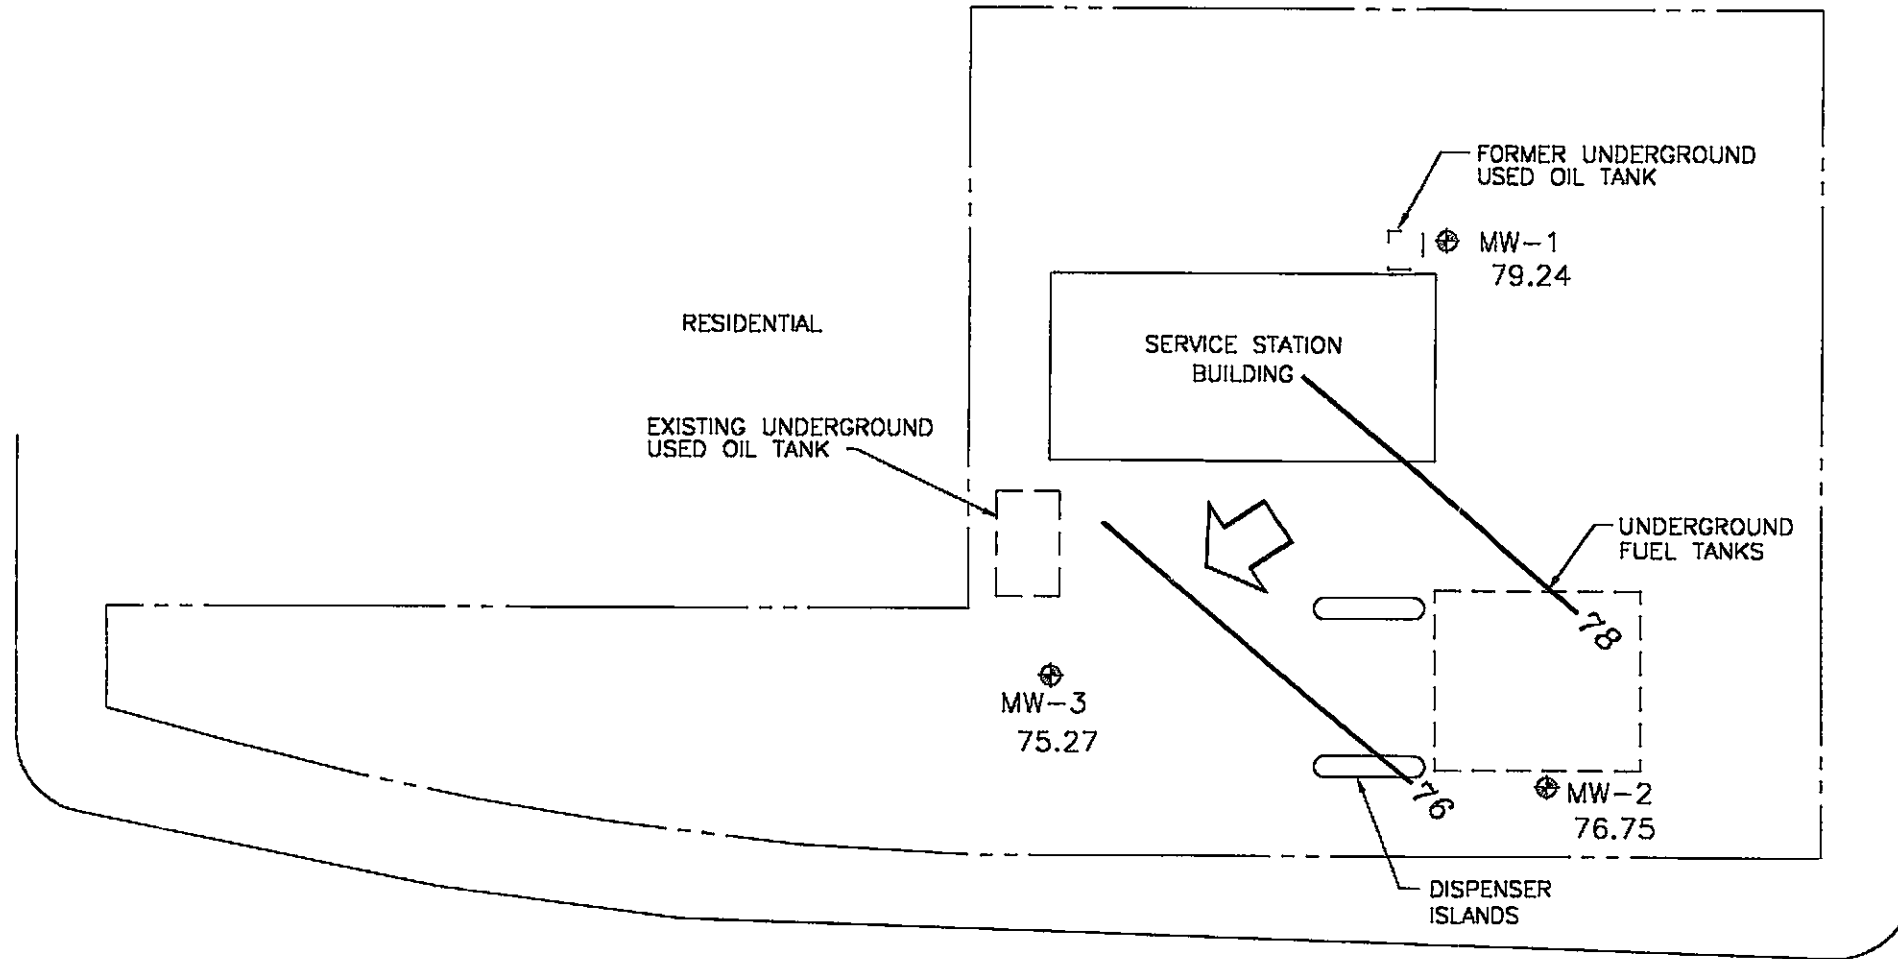 FORMER UNDERGROUND
USED OIL TANK
MW-1
79.24
RESIDENTIAL
SERVICE STATION
BUILDING
EXISTING UNDERGROUND
USED OIL TANK
UNDERGROUND
FUEL TANKS
78
MW-3
75.27
76
MW-2
76.75
DISPENSER
ISLANDS